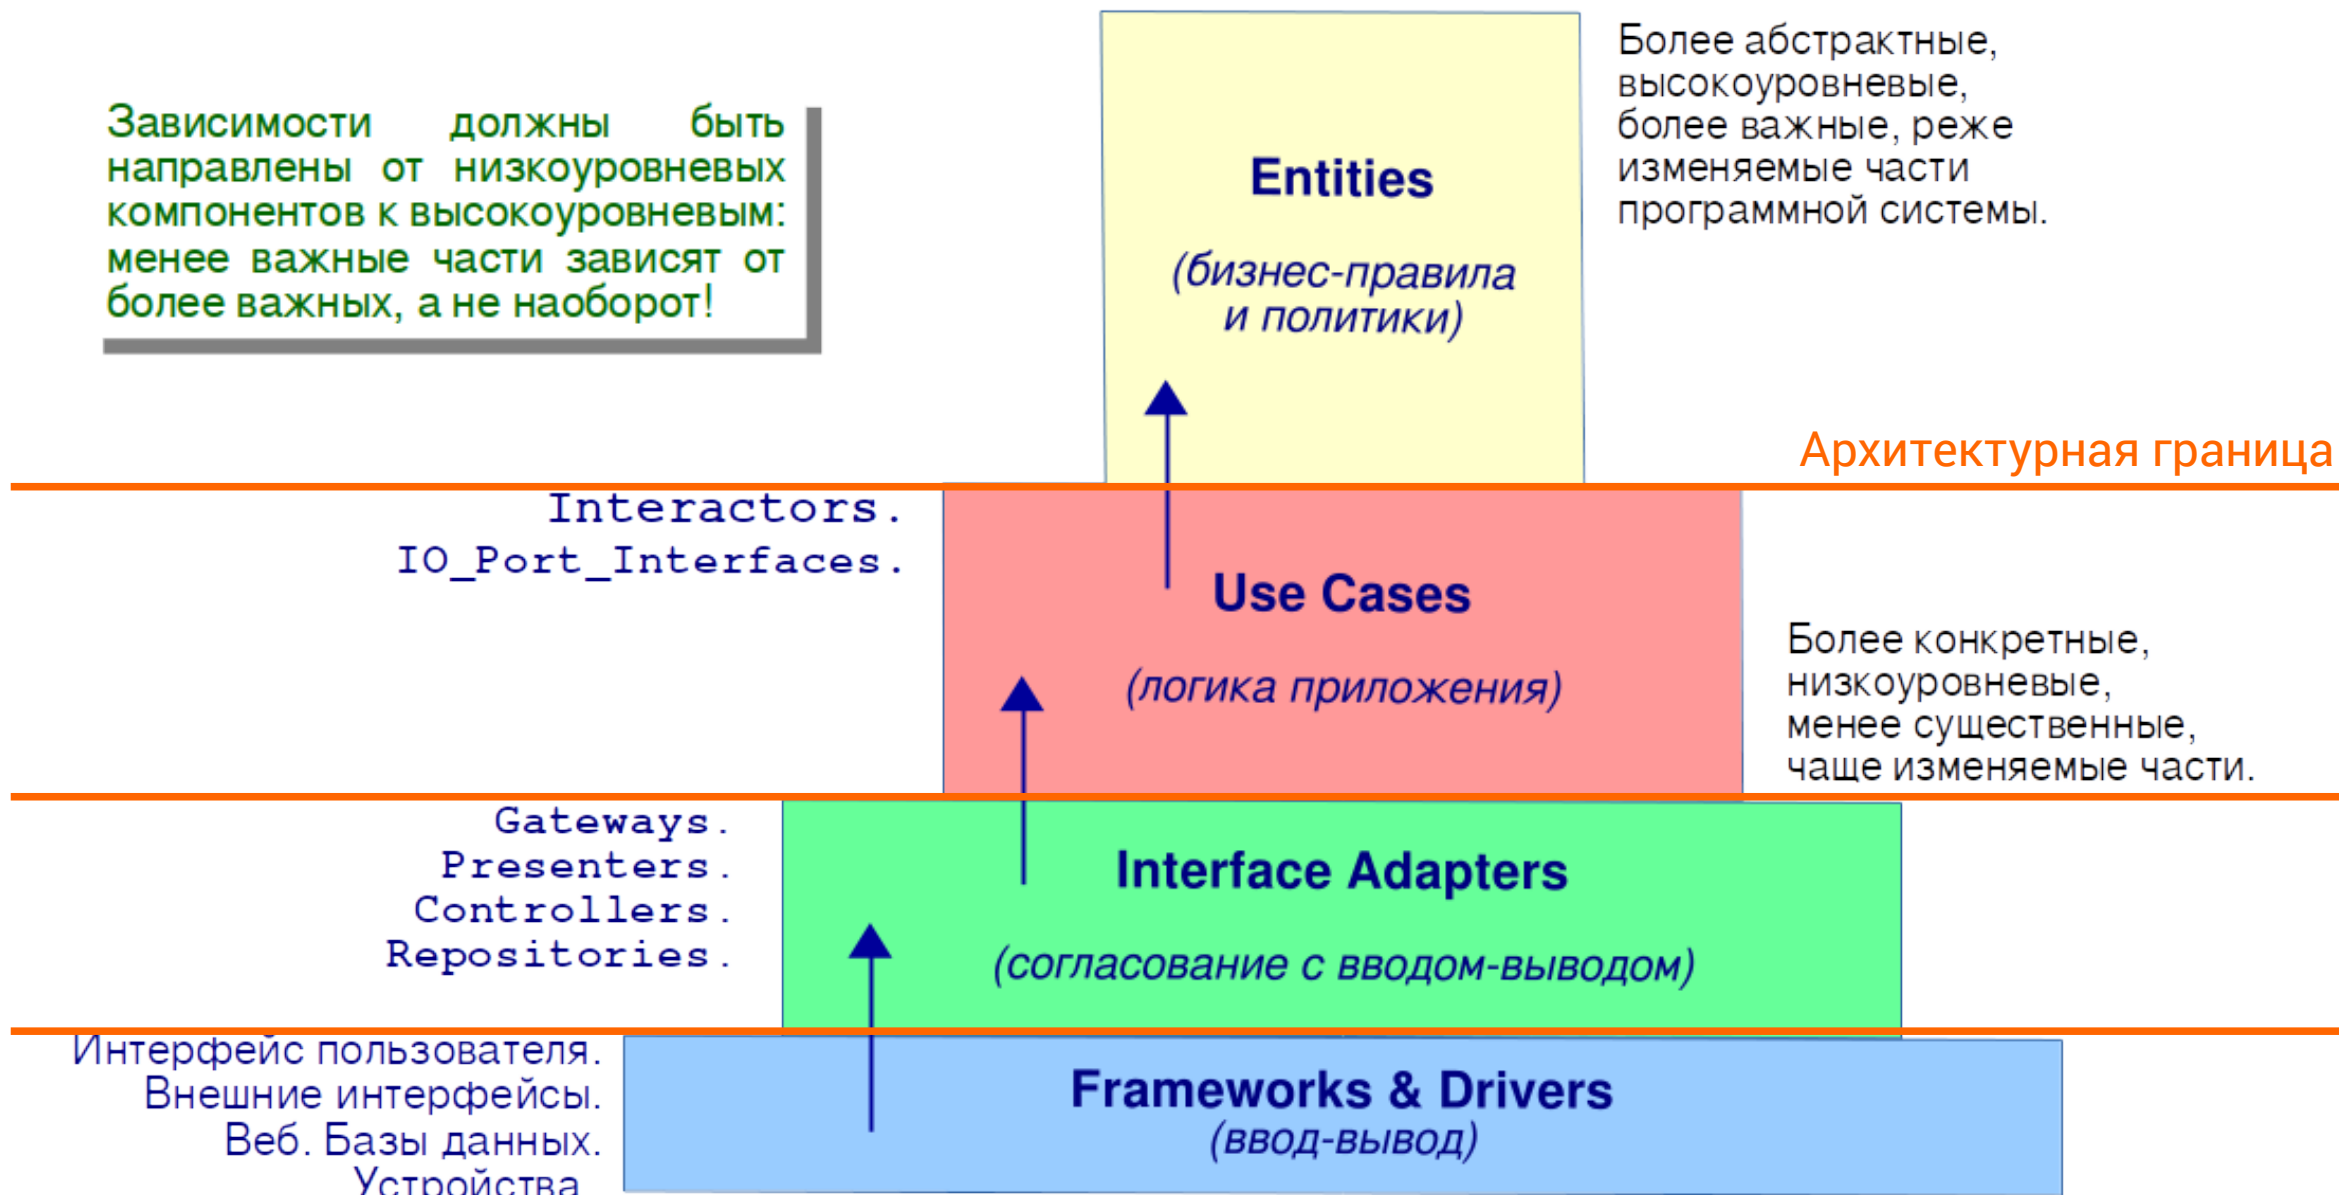 Зависимости должны быть
направлены от низкоуровневых
компонентов к высокоуровневым:
менее важные части зависят от
более важных, а не наоборот!
Entities
(бизнес-правила
и политики)
Более абстрактные,
высокоуровневые,
более важные, реже
изменяемые части
программной системы.
Архитектурная граница
Interactors.
IO_Port_Interfaces.
Use Cases
(логика приложения)
Более конкретные,
низкоуровневые,
менее существенные,
чаще изменяемые части.
Gateways.
Presenters.
Controllers.
Repositories.
Interface Adapters
(согласование с вводом-выводом)
Интерфейс пользователя.
Внешние интерфейсы.
Веб. Базы данных.
Устройства.
Frameworks & Drivers
(ввод-вывод)